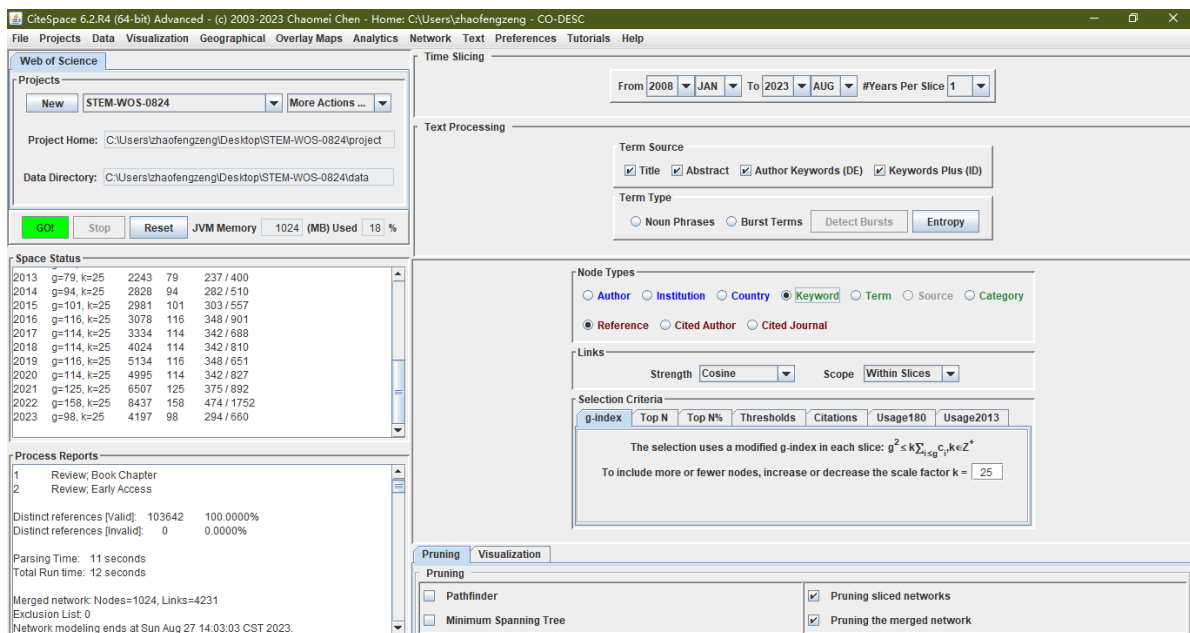 CiteSpace 6.2.R4 (64-bit) Advanced - (c) 2003-2023 Chaomei Chen - Home: C:\Users\zhaofengzeng - CO-DESC
File Projects Data Visualization Geographical Overlay Maps Analytics Network Text Preferences Tutorials Help
Web of Science
Projects
New STEM-WOS-0824 More Actions ...
Project Home: C:\Users\zhaofengzeng\Desktop\STEM-WOS-0824\project
Data Directory: C:\Users\zhaofengzeng\Desktop\STEM-WOS-0824\data
GO! Stop Reset JVM Memory 1024 (MB) Used 18 %
Space Status
2013 g=79, k=25 2243 79 237 / 400
2014 g=94, k=25 2828 94 282 / 510
2015 g=101, k=25 2981 101 303 / 557
2016 g=116, k=25 3078 116 348 / 901
2017 g=114, k=25 3334 114 342 / 688
2018 g=114, k=25 4024 114 342 / 810
2019 g=116, k=25 5134 116 348 / 651
2020 g=114, k=25 4995 114 342 / 827
2021 g=125, k=25 6507 125 375 / 892
2022 g=158, k=25 8437 158 474 / 1752
2023 g=98, k=25 4197 98 294 / 660
Process Reports
1 Review; Book Chapter
2 Review; Early Access
Distinct references [Valid]: 103642 100.0000%
Distinct references [Invalid]: 0 0.0000%
Parsing Time: 11 seconds
Total Run time: 12 seconds
Merged network: Nodes=1024, Links=4231
Exclusion List: 0
Network modeling ends at Sun Aug 27 14:03:03 CST 2023.
Time Slicing
From 2008 JAN To 2023 AUG #Years Per Slice 1
Text Processing
Term Source
Title Abstract Author Keywords (DE) Keywords Plus (ID)
Term Type
Noun Phrases Burst Terms Detect Bursts Entropy
Node Types
Author Institution Country Keyword Term Source Category
Reference Cited Author Cited Journal
Links
Strength Cosine Scope Within Slices
Selection Criteria
g-index Top N Top N% Thresholds Citations Usage180 Usage2013
The selection uses a modified g-index in each slice: g² ≤ kΣi≤g ci, k∈Z⁺
To include more or fewer nodes, increase or decrease the scale factor k = 25
Pruning Visualization
Pruning
Pathfinder Pruning sliced networks
Minimum Spanning Tree Pruning the merged network